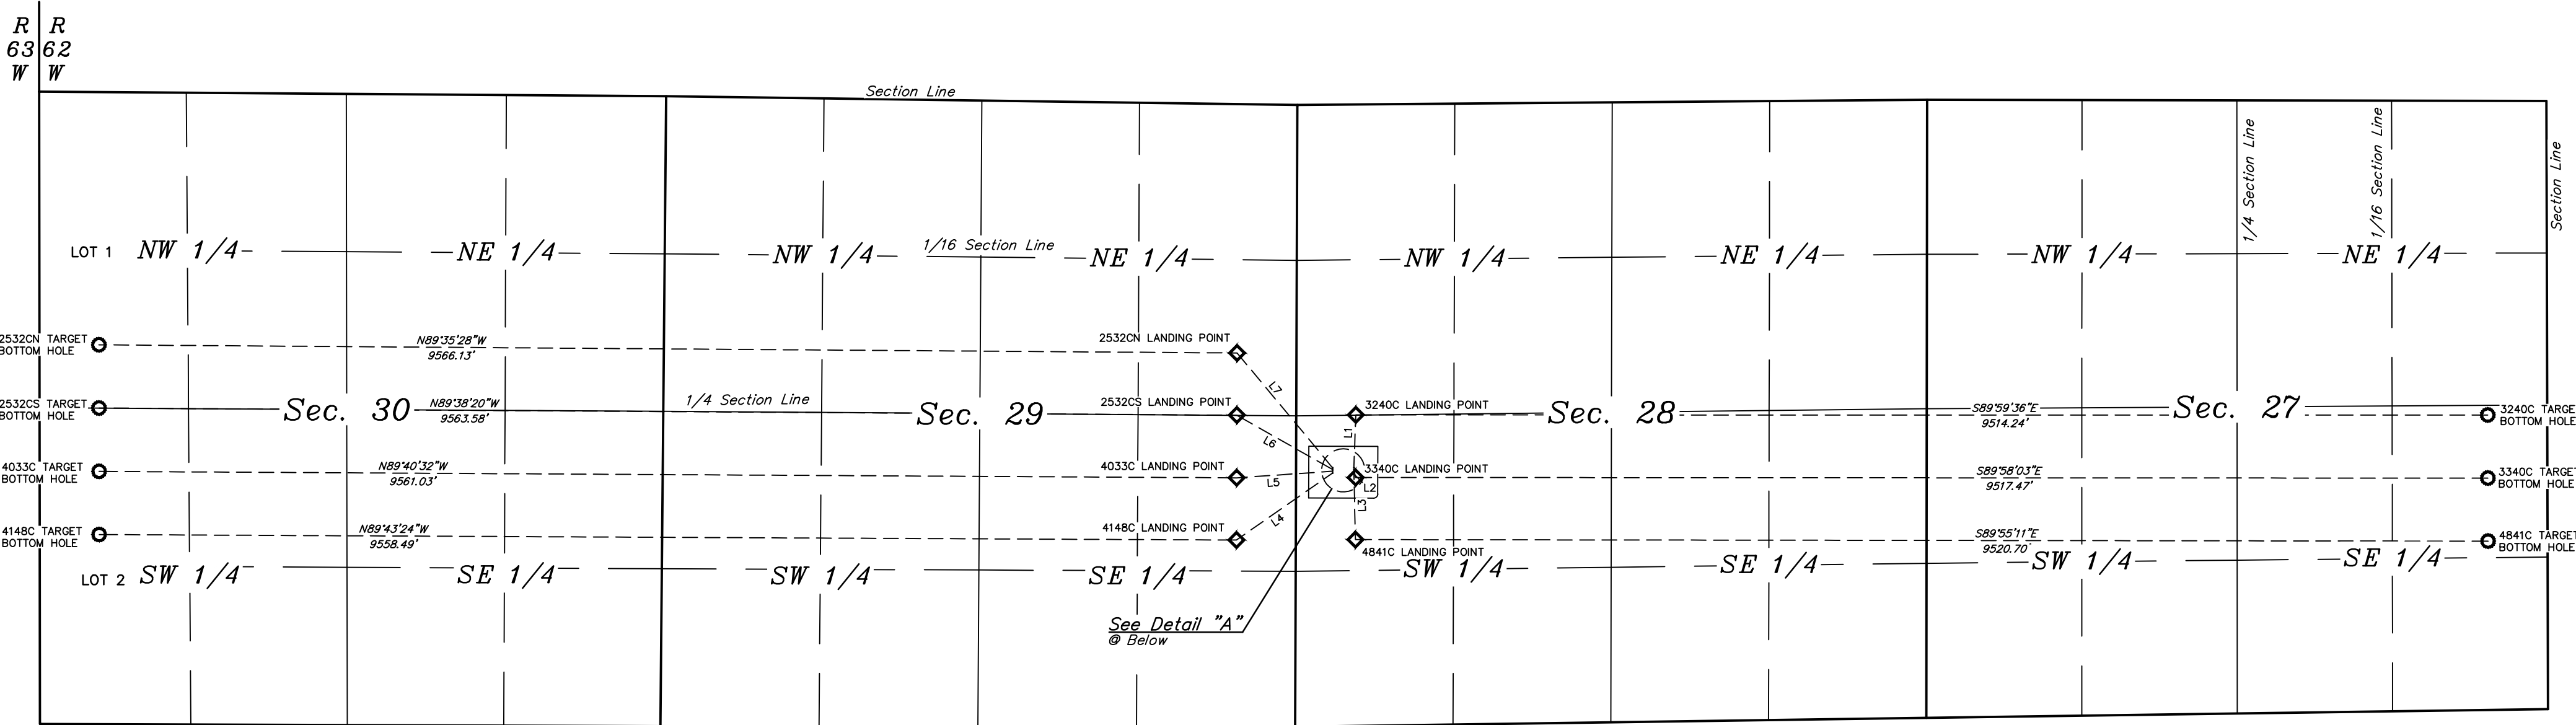 R R
63 62
W W
Section Line
Section Line
1/4 Section Line
1/16 Section Line
LOT 1 NW 1/4
NE 1/4
NW 1/4
1/16 Section Line
NE 1/4
NW 1/4
NE 1/4
NW 1/4
NE 1/4
2532CN TARGET
BOTTOM HOLE
N89°35'28"W
9566.13'
2532CN LANDING POINT
L7
2532CS TARGET
BOTTOM HOLE
Sec. 30
N89°38'20"W
9563.58'
1/4 Section Line
Sec. 29
2532CS LANDING POINT
L6
L1
3240C LANDING POINT
Sec. 28
S89°59'36"E
9514.24'
Sec. 27
3240C TARGE
BOTTOM HOLE
4033C TARGET
BOTTOM HOLE
N89°40'32"W
9561.03'
4033C LANDING POINT
L5
3340C LANDING POINT
L2
L3
S89°58'03"E
9517.47'
3340C TARGET
BOTTOM HOLE
4148C TARGET
BOTTOM HOLE
N89°43'24"W
9558.49'
4148C LANDING POINT
L4
4841C LANDING POINT
S89°55'11"E
9520.70'
4841C TARGET
BOTTOM HOLE
LOT 2 SW 1/4
SE 1/4
SW 1/4
SE 1/4
SW 1/4
SE 1/4
SW 1/4
SE 1/4
See Detail "A"
@ Below